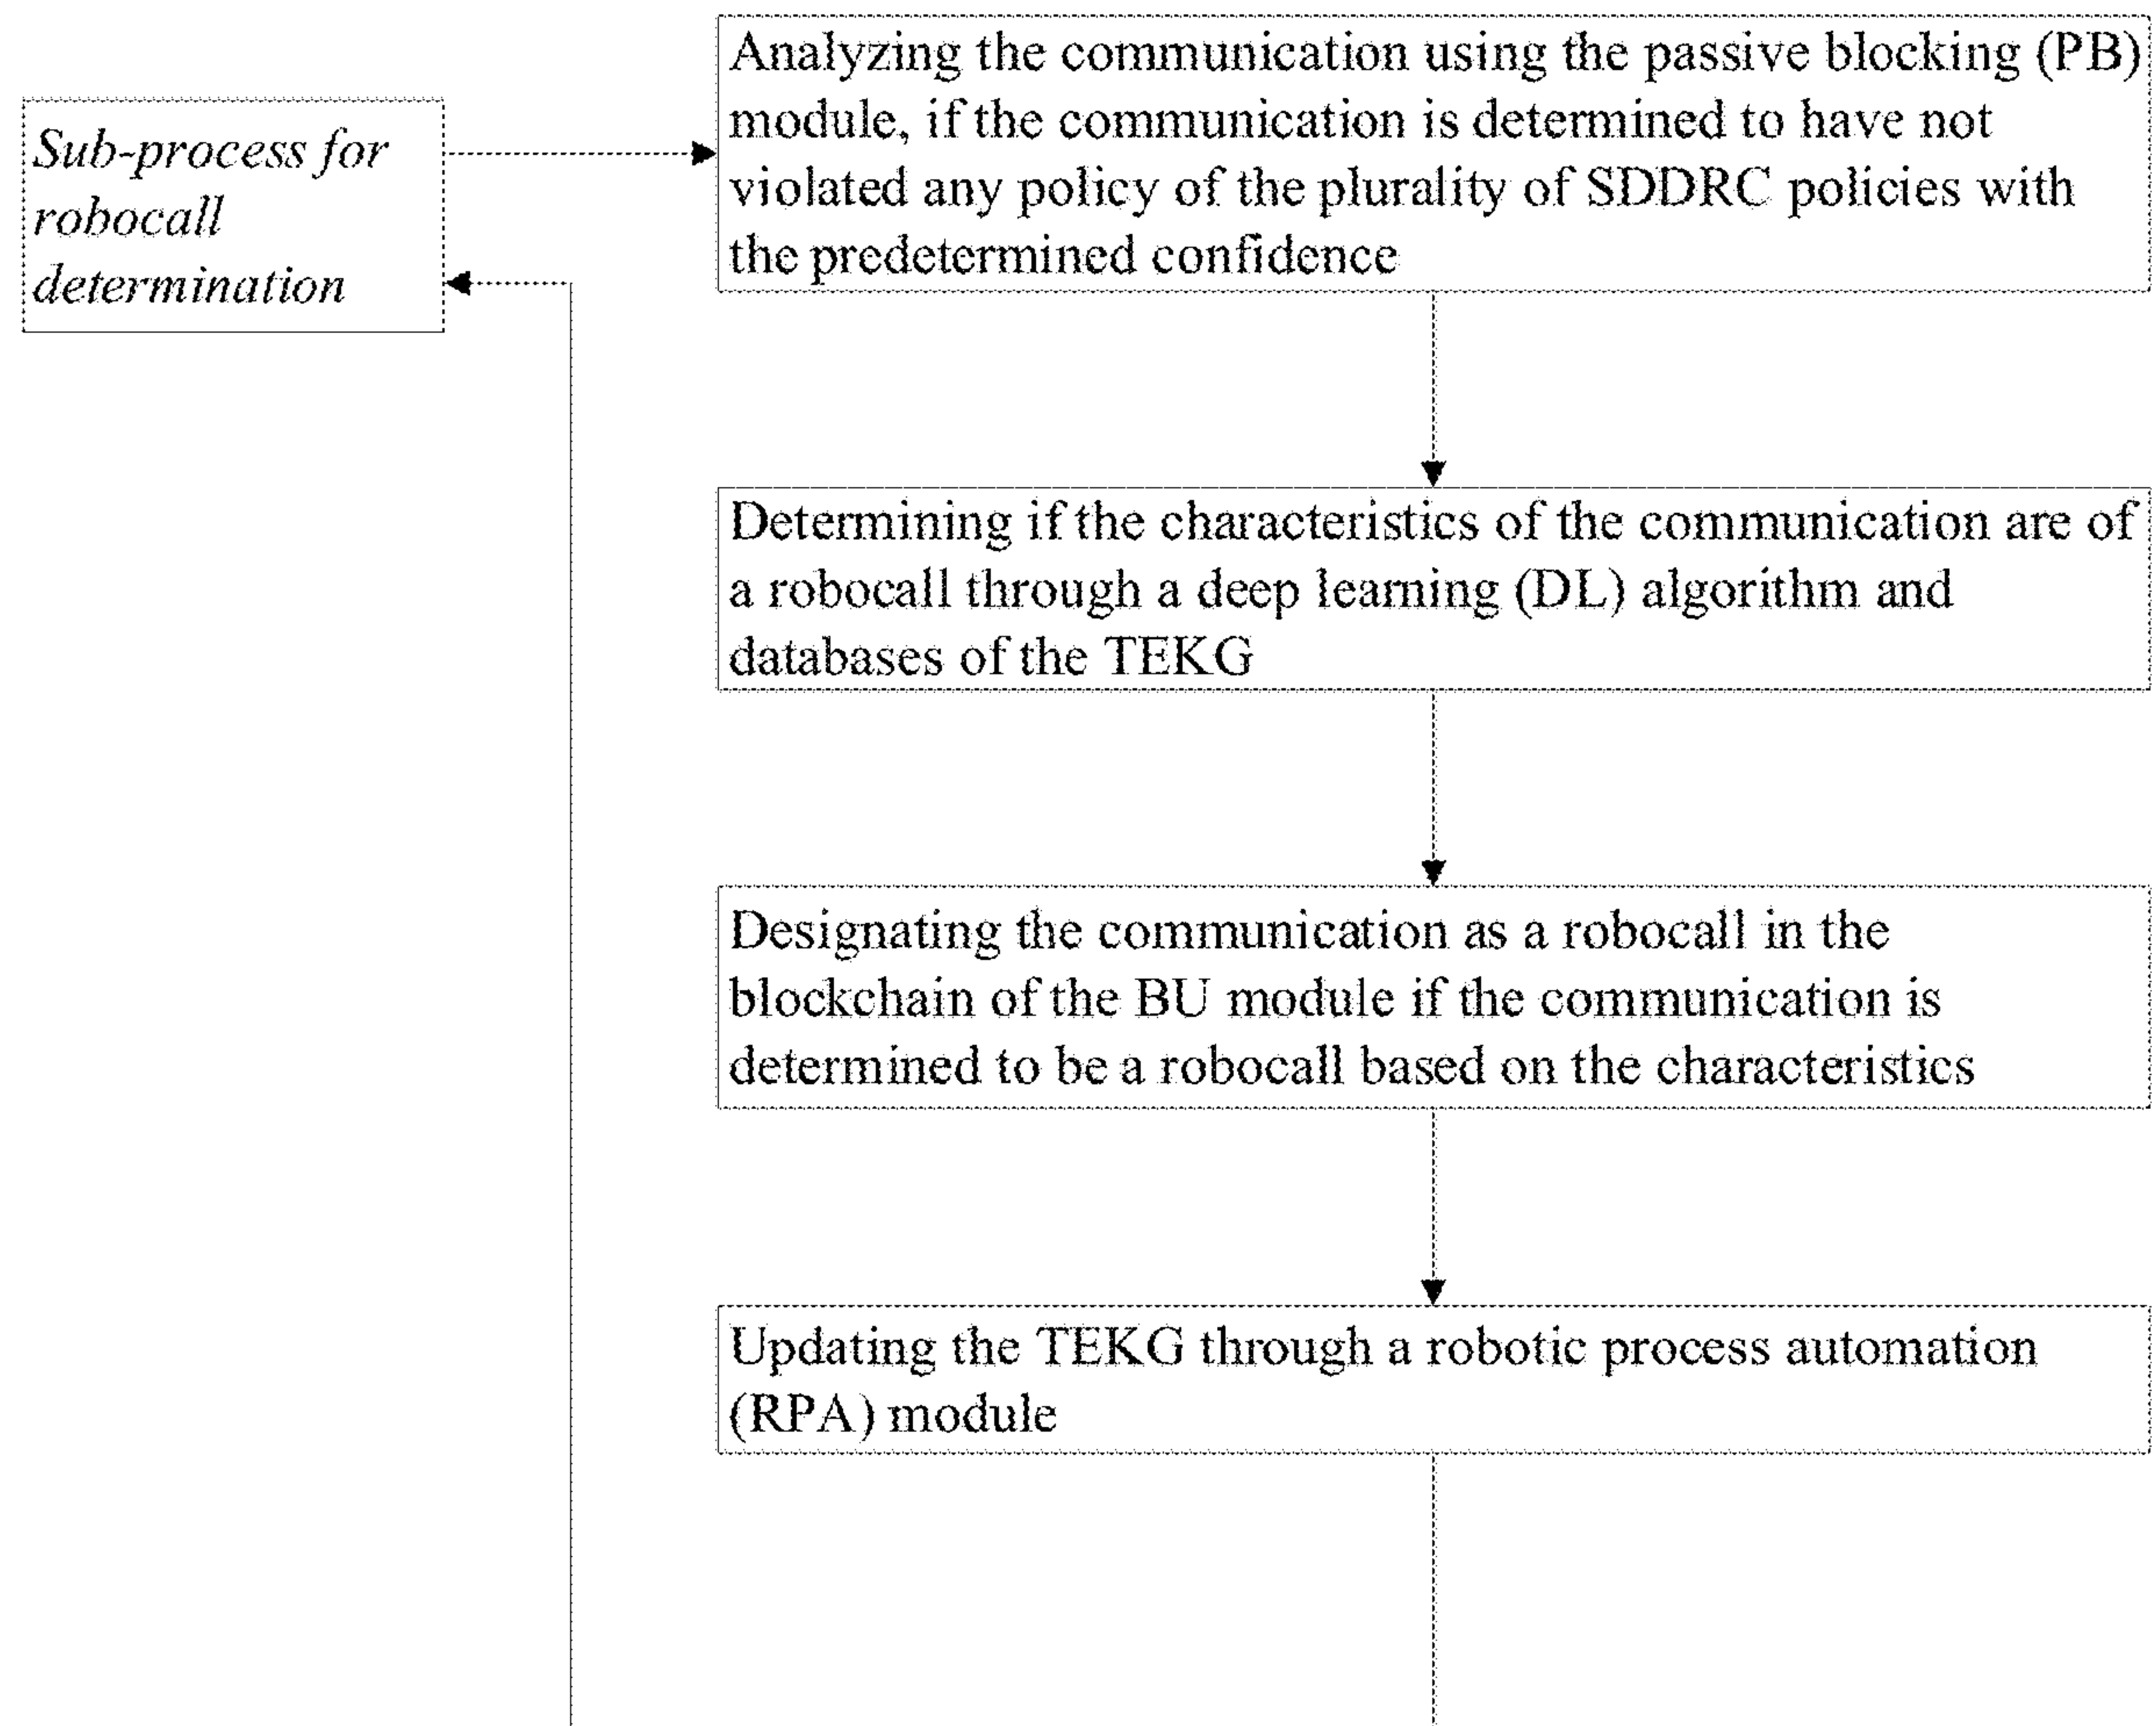 Sub-process for
robocall
determination
Analyzing the communication using the passive blocking (PB)
module, if the communication is determined to have not
violated any policy of the plurality of SDDRC policies with
the predetermined confidence
Determining if the characteristics of the communication are of
a robocall through a deep learning (DL) algorithm and
databases of the TEKG
Designating the communication as a robocall in the
blockchain of the BU module if the communication is
determined to be a robocall based on the characteristics
Updating the TEKG through a robotic process automation
(RPA) module